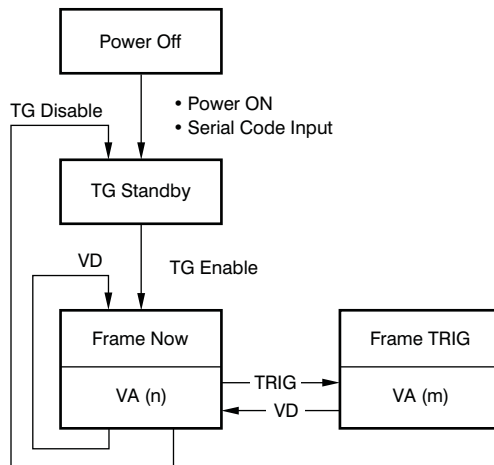 Power Off
• Power ON
• Serial Code Input
TG Disable
TG Standby
TG Enable
VD
Frame Now
VA (n)
TRIG
VD
Frame TRIG
VA (m)